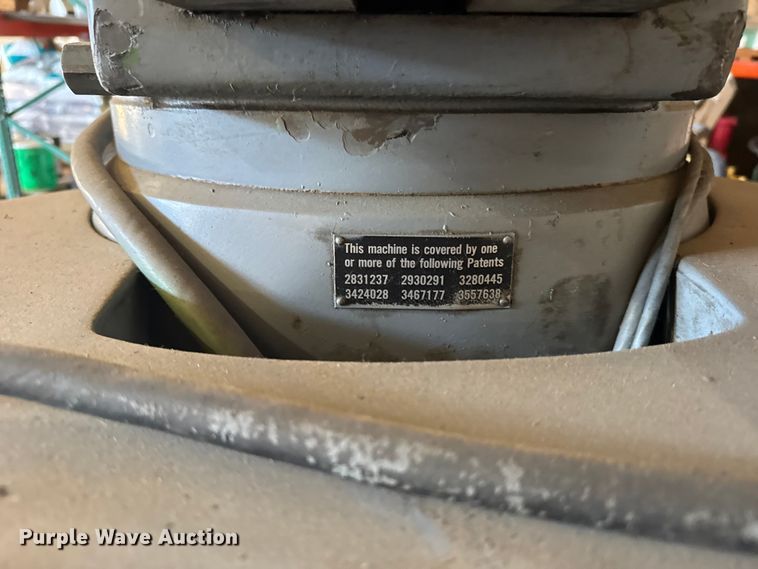 This machine is covered by one
or more of the following Patents
2831237 2930291 3280445
3424028 3467177 3557638
Purple Wave Auction